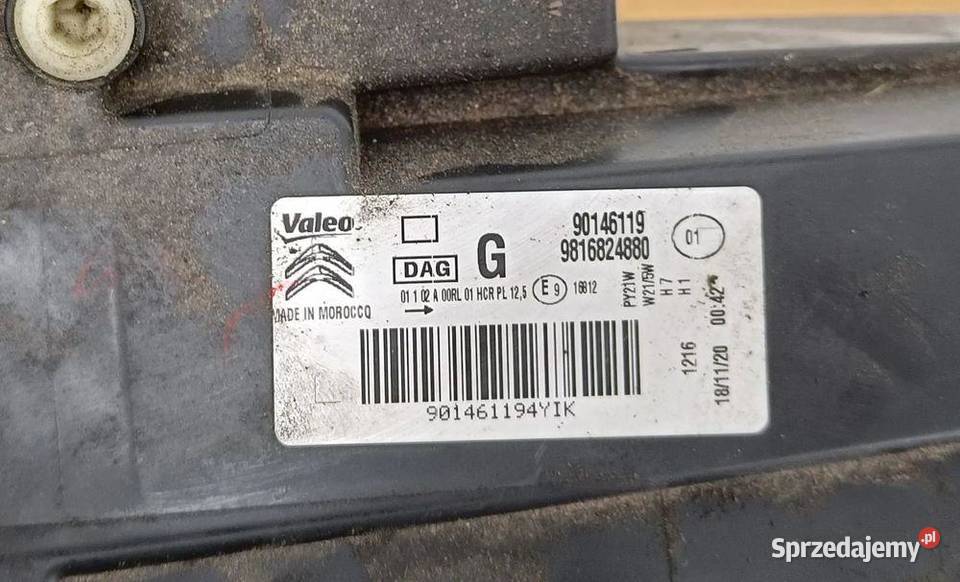 Valeo
DAG
G
90146119
9816824880
01
01 1 02 A 00RL 01 HCR PL 12,5
E 9
16812
MADE IN MOROCCO
PY21W
W21/5W
H7
H1
1216
18/11/20 00:42
901461194YIK
Sprzedajemy.pl